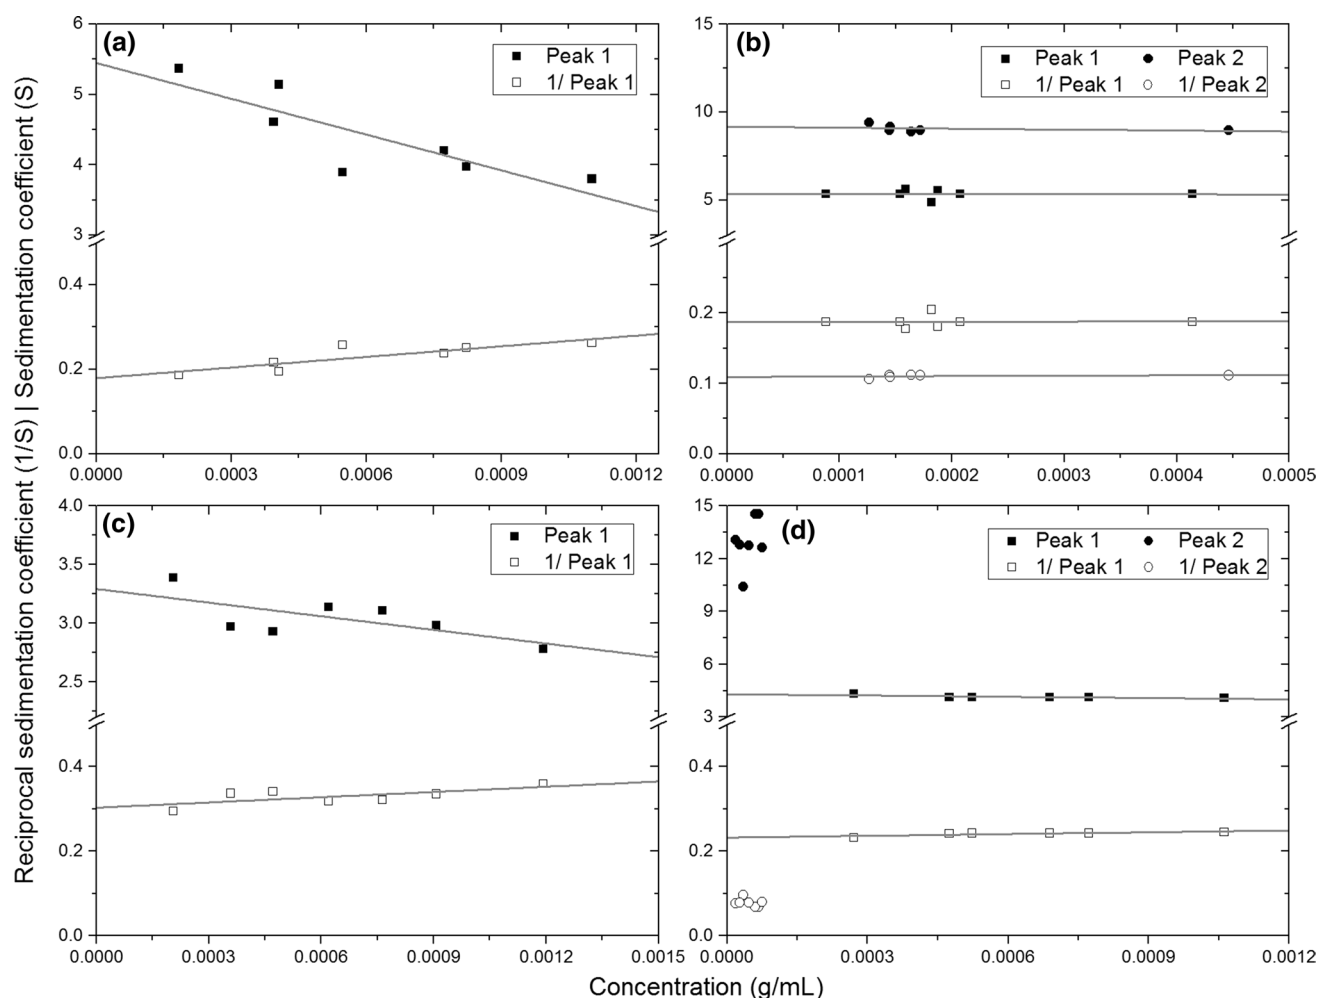 Reciprocal sedimentation coefficient (1/S) | Sedimentation coefficient (S)
(a)
Peak 1
1/ Peak 1
6
5
4
3
0.4
0.2
0.0
0.0000 0.0003 0.0006 0.0009 0.0012
(b)
Peak 1 Peak 2
1/ Peak 1 1/ Peak 2
15
10
5
0.2
0.1
0.0
0.0000 0.0001 0.0002 0.0003 0.0004 0.0005
(c)
Peak 1
1/ Peak 1
4.0
3.5
3.0
2.5
0.4
0.2
0.0
0.0000 0.0003 0.0006 0.0009 0.0012 0.0015
(d)
Peak 1 Peak 2
1/ Peak 1 1/ Peak 2
15
12
9
6
3
0.4
0.2
0.0
0.0000 0.0003 0.0006 0.0009 0.0012
Concentration (g/mL)